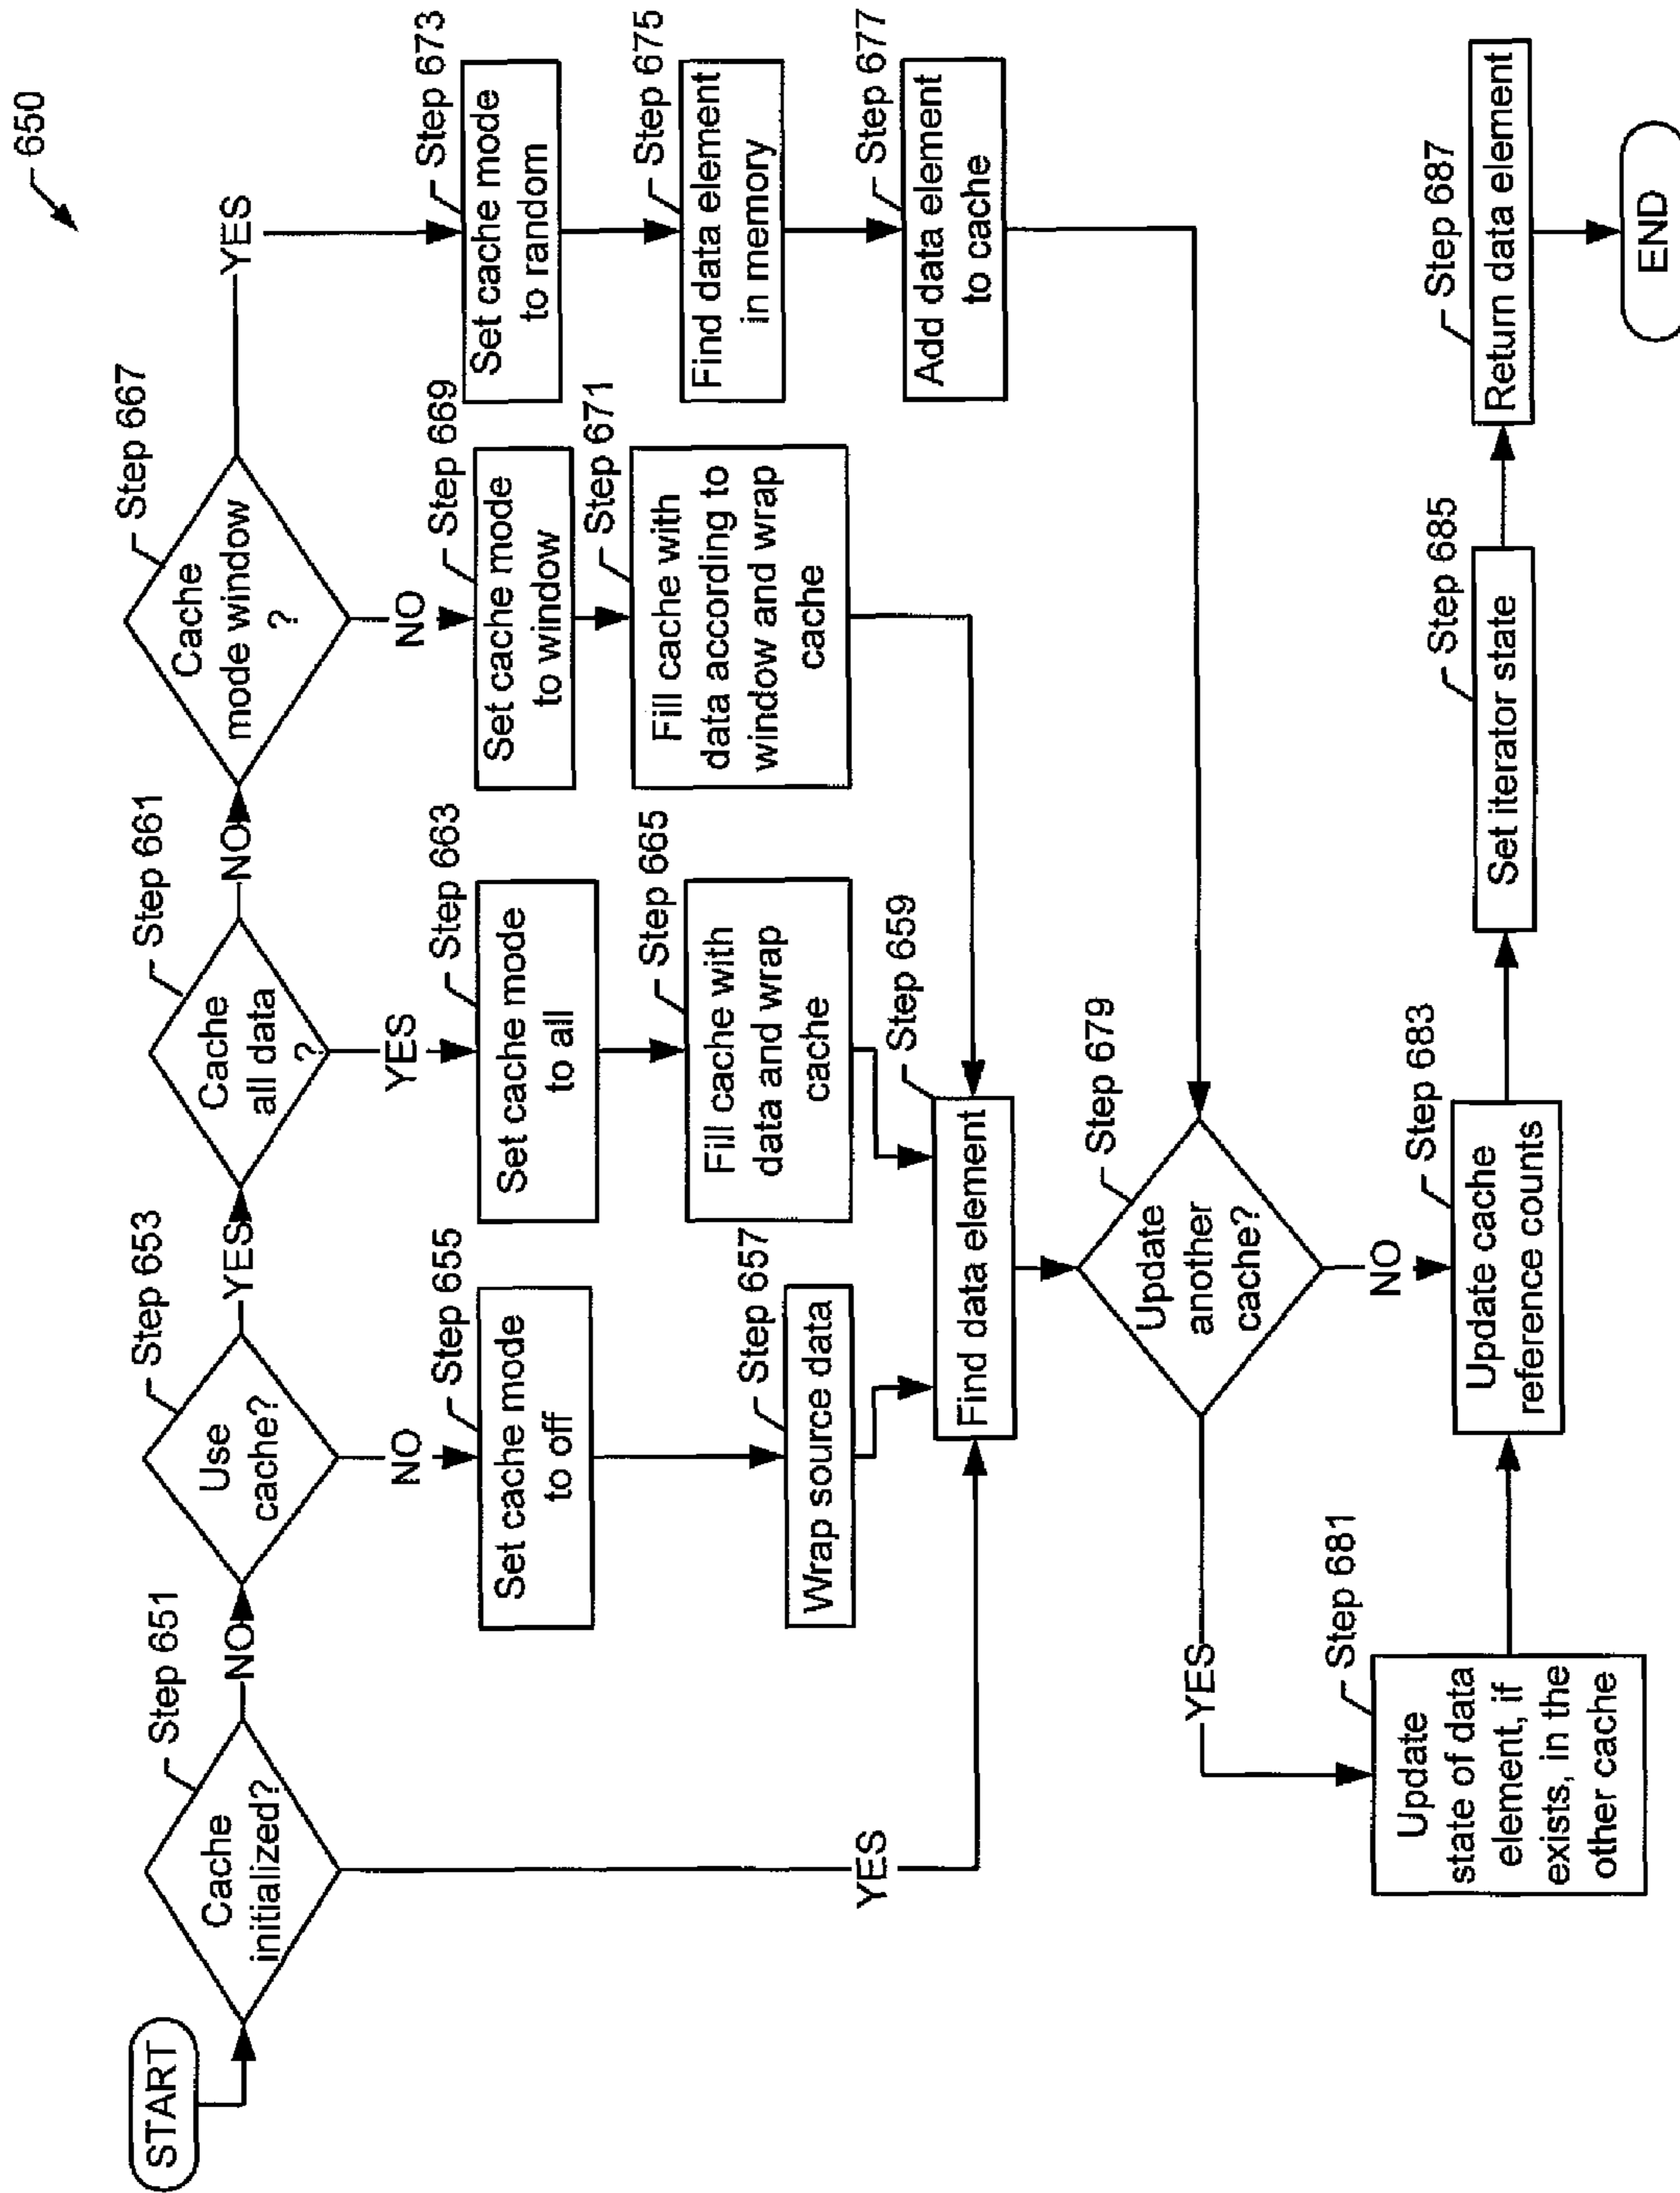 650
START
Cache
initialized?
Step 651
NO
YES
Use
cache?
Step 653
YES
NO
Cache
all data
?
Step 661
NO
YES
Cache
mode window
?
Step 667
YES
NO
Set cache mode
to off
Step 655
Wrap source data
Step 657
Set cache mode
to all
Step 663
Fill cache with
data and wrap
cache
Step 665
Set cache mode
to window
Step 669
Fill cache with
data according to
window and wrap
cache
Step 671
Set cache mode
to random
Step 673
Find data element
in memory
Step 675
Add data element
to cache
Step 677
Find data element
Step 659
Update
another
cache?
Step 679
YES
NO
Update
state of data
element, if
exists, in the
other cache
Step 681
Update cache
reference counts
Step 683
Set iterator state
Step 685
Return data element
Step 687
END